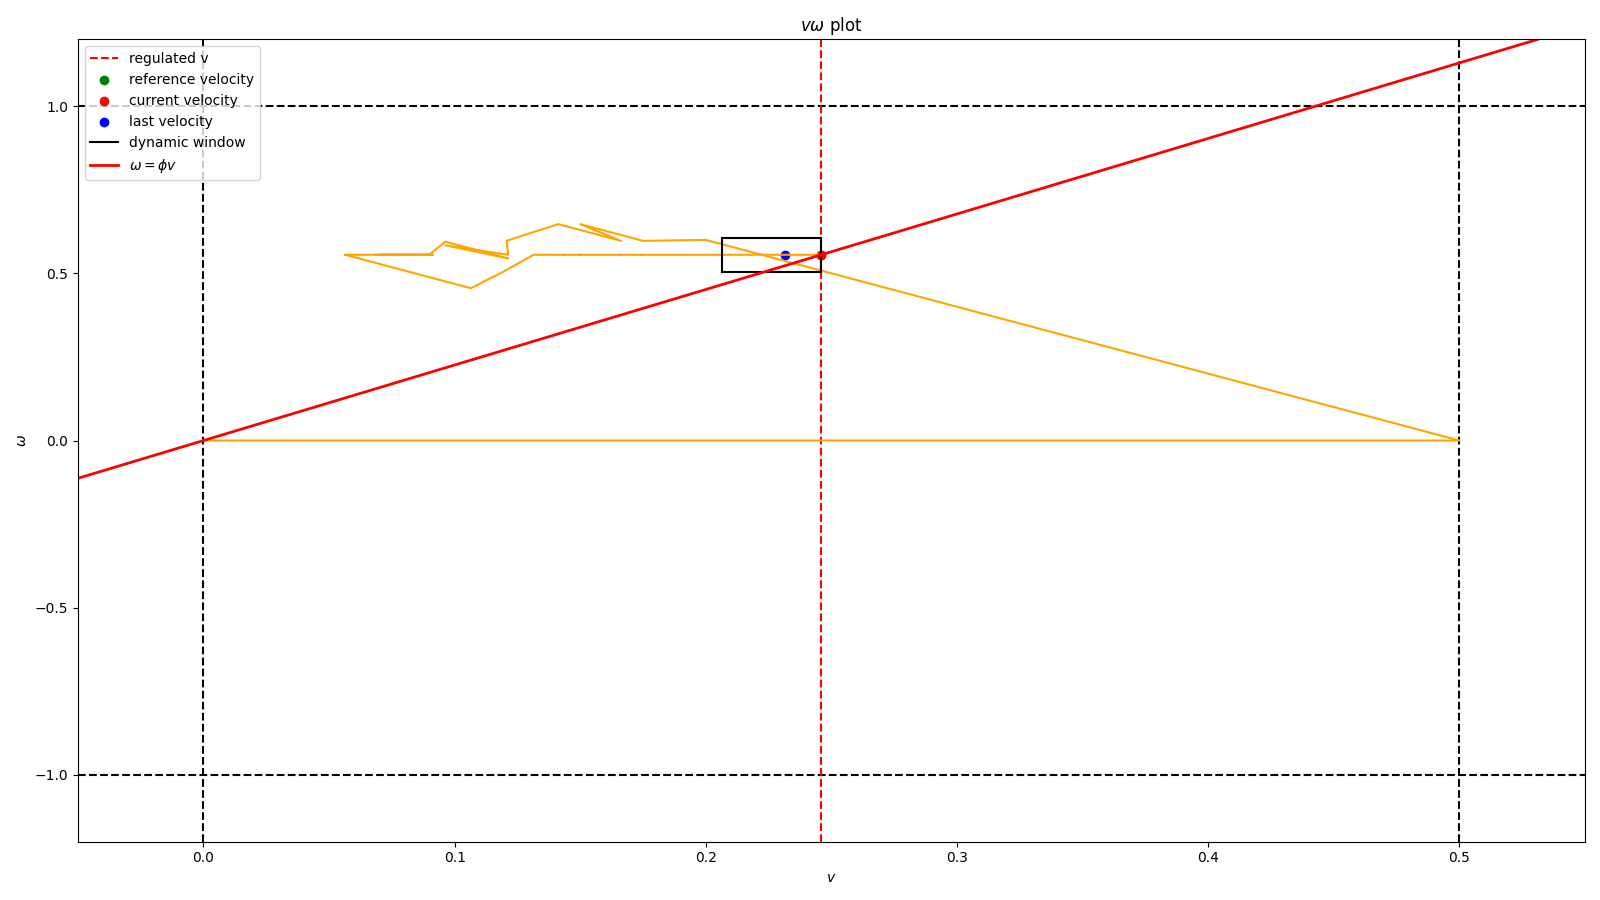 vω plot
regulated v
reference velocity
current velocity
last velocity
dynamic window
ω = ϕv
1.0
0.5
0.0
−0.5
−1.0
ω
0.0 0.1 0.2 0.3 0.4 0.5
v